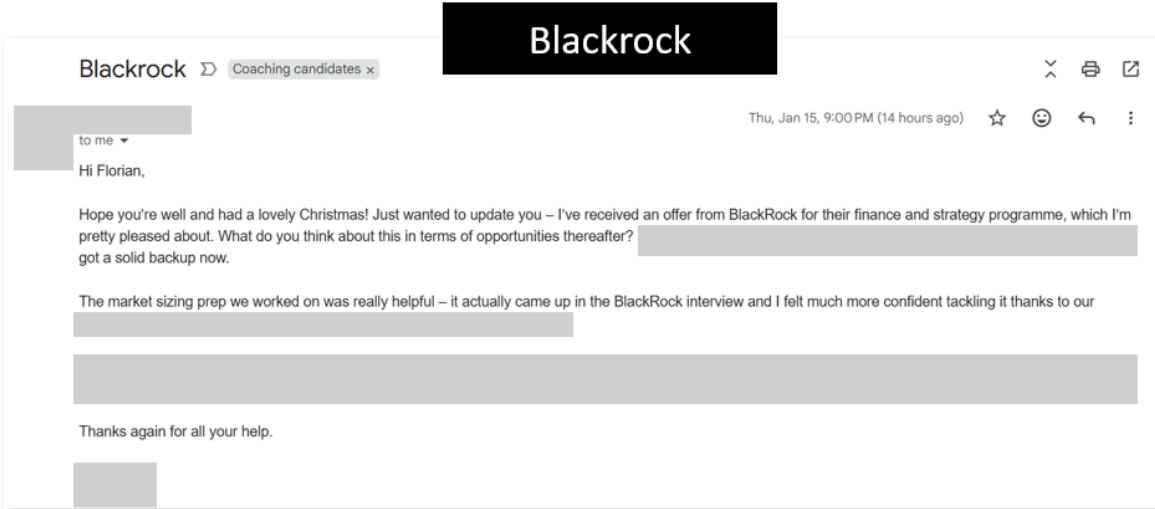 Blackrock
Blackrock Coaching candidates ×
Thu, Jan 15, 9:00 PM (14 hours ago)
to me
Hi Florian,
Hope you're well and had a lovely Christmas! Just wanted to update you – I've received an offer from BlackRock for their finance and strategy programme, which I'm
pretty pleased about. What do you think about this in terms of opportunities thereafter?
got a solid backup now.
The market sizing prep we worked on was really helpful – it actually came up in the BlackRock interview and I felt much more confident tackling it thanks to our
Thanks again for all your help.